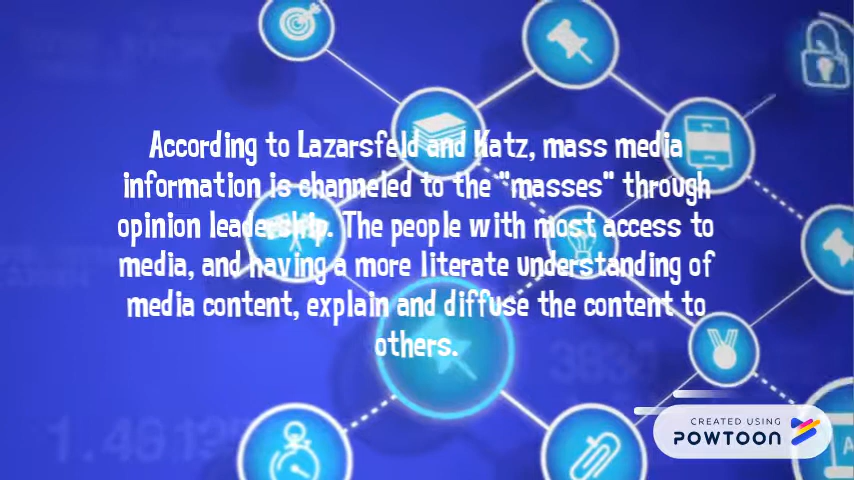 According to Lazarsfeld and Katz, mass media
information is channeled to the "masses" through
opinion leadership. The people with most access to
media, and having a more literate understanding of
media content, explain and diffuse the content to
others.
CREATED USING
POWTOON